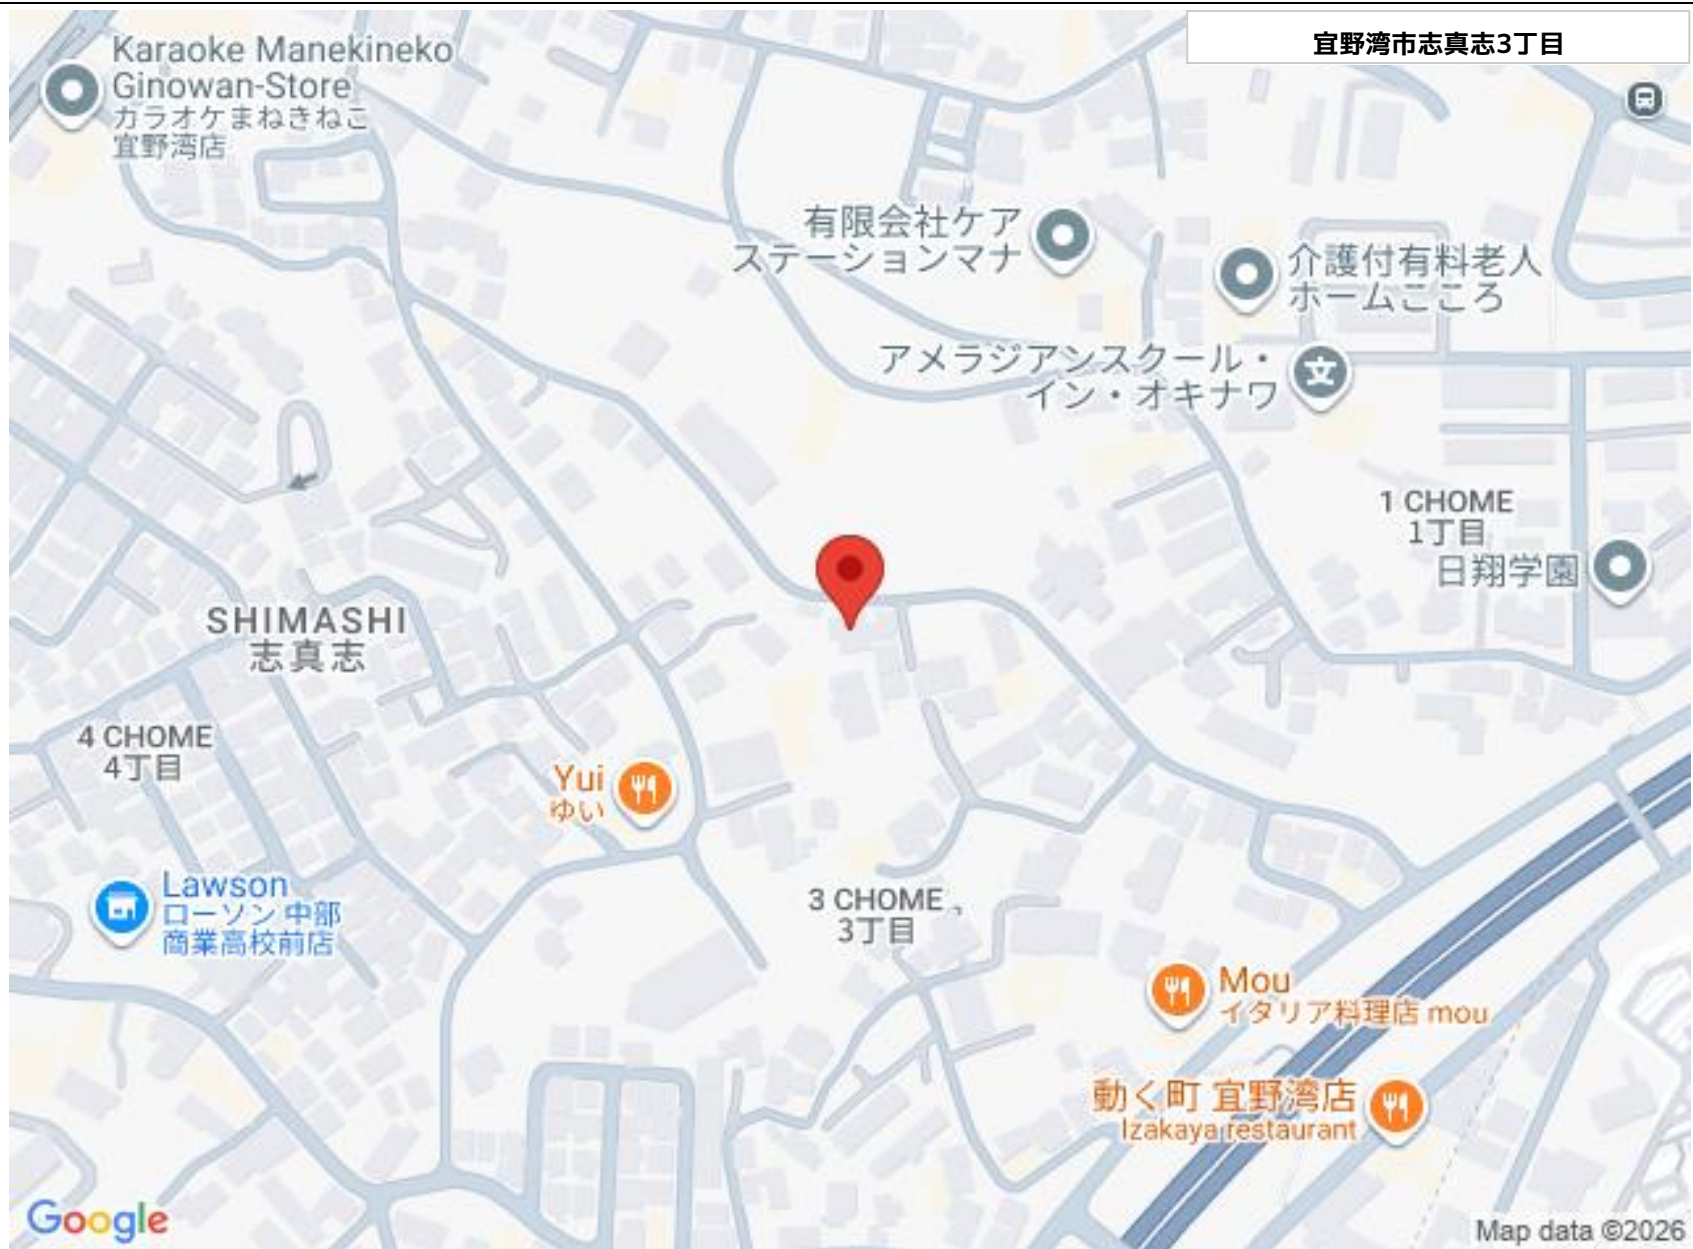 宜野湾市志真志3丁目
Karaoke Manekineko
Ginowan-Store
カラオケまねきねこ
宜野湾店
有限会社ケア
ステーションマナ
介護付有料老人
ホームこころ
アメラジアンスクール・
イン・オキナワ
文
1 CHOME
1丁目
日翔学園
SHIMASHI
志真志
4 CHOME
4丁目
Yui
ゆい
Lawson
ローソン 中部
商業高校前店
3 CHOME
3丁目
Mou
イタリア料理店 mou
動く町 宜野湾店
Izakaya restaurant
Google
Map data ©2026